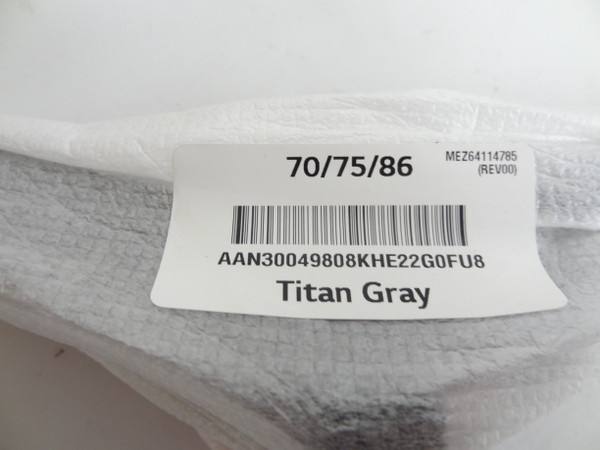 70/75/86
MEZ64114785
(REV00)
AAN30049808KHE22G0FU8
Titan Gray